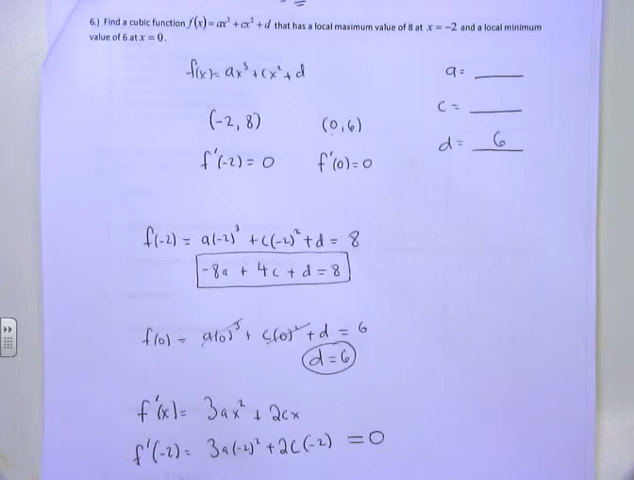 6.) Find a cubic function f(x) = ax³ + cx² + d that has a local maximum value of 8 at x = -2 and a local minimum
value of 6 at x = 0.
f(x) = ax³ + cx² + d
a = ____
c = ____
d = 6
(-2, 8) (0, 6)
f'(-2) = 0 f'(0) = 0
f(-2) = a(-2)³ + c(-2)² + d = 8
-8a + 4c + d = 8
f(0) = a(0)³ + c(0)² + d = 6
d = 6
f'(x) = 3ax² + 2cx
f'(-2) = 3a(-2)² + 2c(-2) = 0